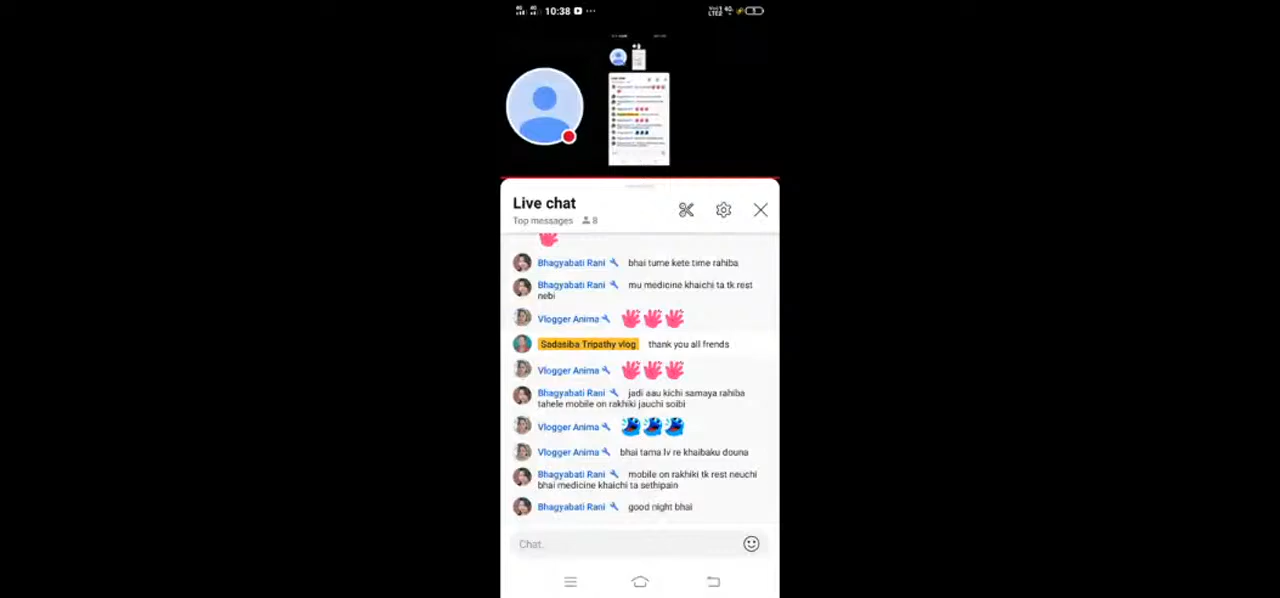 10:38
Live chat
Top messages 8
Bhagyabati Rani bhai tume kete time rahiba
Bhagyabati Rani mu medicine khaichi ta tk rest
nebi
Vlogger Anima
Sadasiba Tripathy vlog thank you all frends
Vlogger Anima
Bhagyabati Rani jadi aau kichi samaya rahiba
tahele mobile on rakhiki jauchi soibi
Vlogger Anima
Vlogger Anima bhai tama lv re khaibaku douna
Bhagyabati Rani mobile on rakhiki tk rest neuchi
bhai medicine khaichi ta sethipain
Bhagyabati Rani good night bhai
Chat.